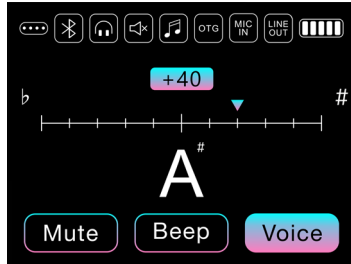 OTG MIC IN LINE OUT
+40
♭ #
A#
Mute Beep Voice